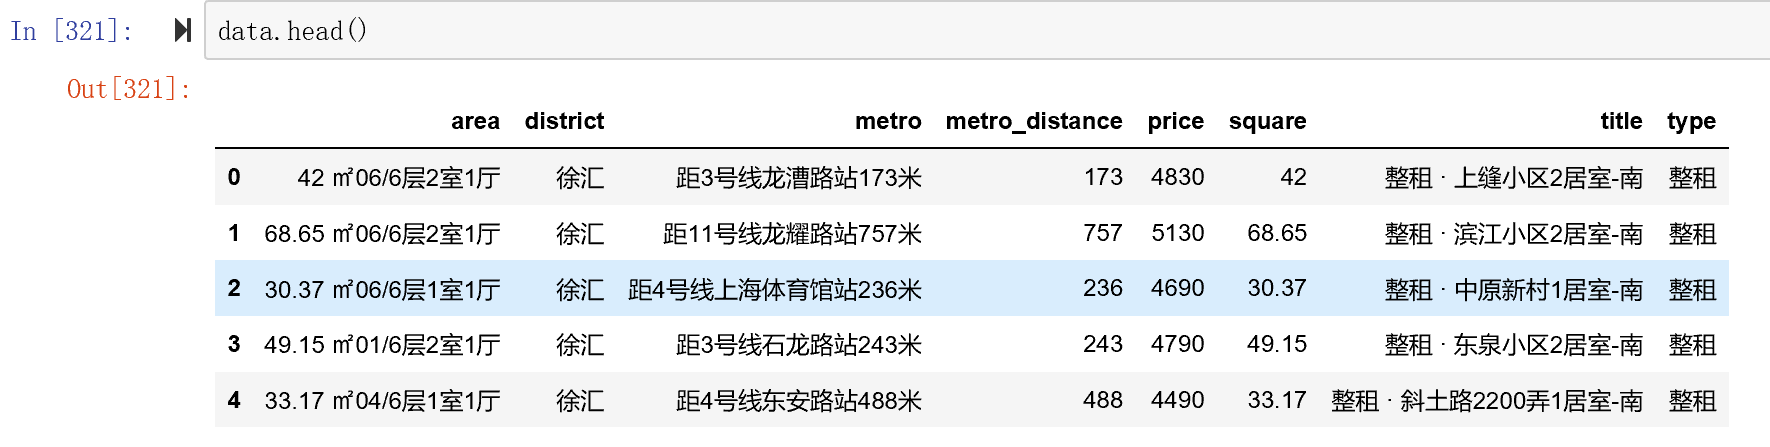 In [321]: data.head()
Out[321]:
area district metro metro_distance price square title type
0 42 ㎡06/6层2室1厅 徐汇 距3号线龙漕路站173米 173 4830 42 整租 · 上缝小区2居室-南 整租
1 68.65 ㎡06/6层2室1厅 徐汇 距11号线龙耀路站757米 757 5130 68.65 整租 · 滨江小区2居室-南 整租
2 30.37 ㎡06/6层1室1厅 徐汇 距4号线上海体育馆站236米 236 4690 30.37 整租 · 中原新村1居室-南 整租
3 49.15 ㎡01/6层2室1厅 徐汇 距3号线石龙路站243米 243 4790 49.15 整租 · 东泉小区2居室-南 整租
4 33.17 ㎡04/6层1室1厅 徐汇 距4号线东安路站488米 488 4490 33.17 整租 · 斜土路2200弄1居室-南 整租